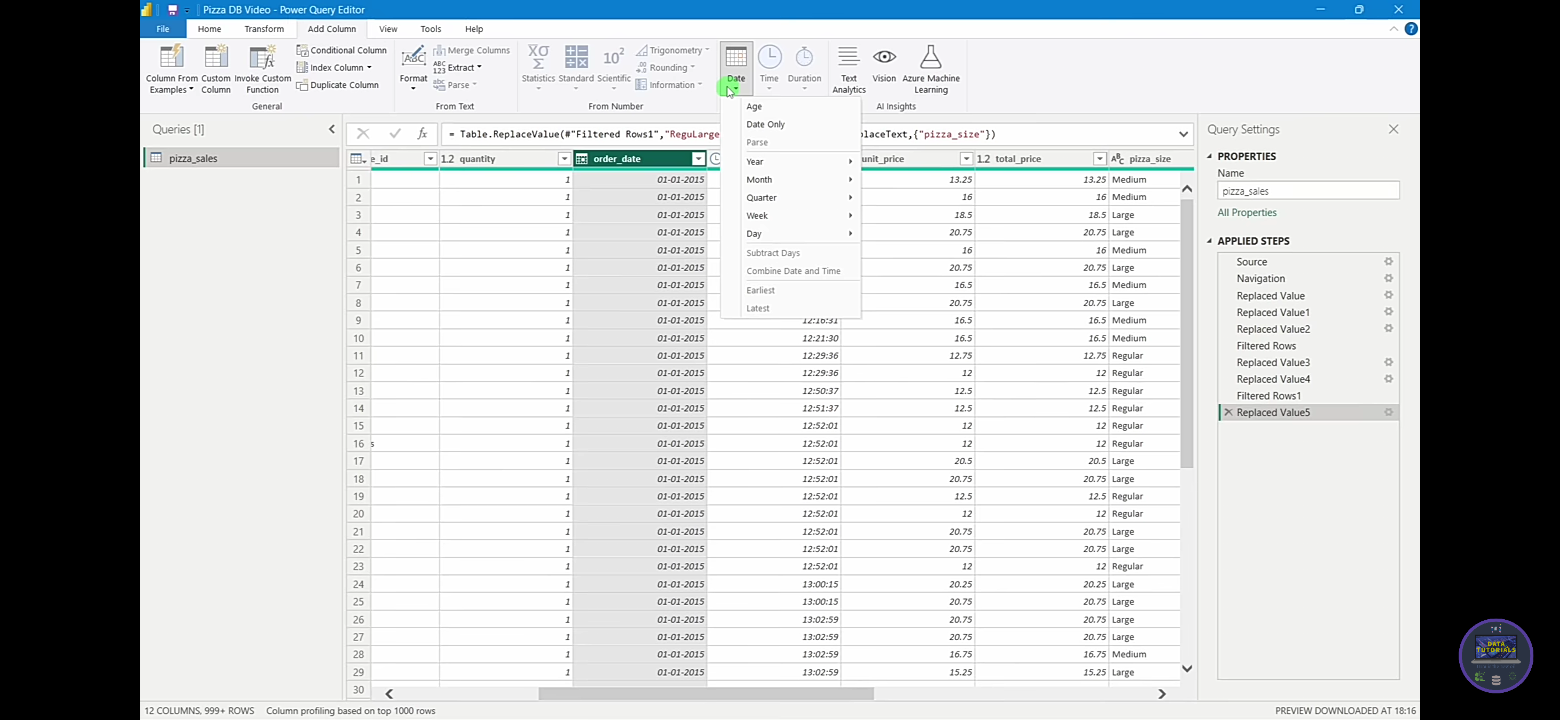 Pizza DB Video - Power Query Editor
File Home Transform Add Column View Tools Help
Column From Examples
Custom Column
Invoke Custom Function
Conditional Column
Index Column
Duplicate Column
General
Format
Merge Columns
Extract
Parse
From Text
Statistics
Standard
Scientific
Trigonometry
Rounding
Information
From Number
Date
Time
Duration
Text Analytics
Vision
Azure Machine Learning
AI Insights
Age
Date Only
Parse
Year
Month
Quarter
Week
Day
Subtract Days
Combine Date and Time
Earliest
Latest
Queries [1]
pizza_sales
= Table.ReplaceValue(#"Filtered Rows1","ReguLarge
placeText,{"pizza_size"})
e_id 1.2 quantity order_date unit_price 1.2 total_price pizza_size
1 1 01-01-2015 13.25 13.25 Medium
2 1 01-01-2015 16 16 Medium
3 1 01-01-2015 18.5 18.5 Large
4 1 01-01-2015 20.75 20.75 Large
5 1 01-01-2015 16 16 Medium
6 1 01-01-2015 20.75 20.75 Large
7 1 01-01-2015 16.5 16.5 Medium
8 1 01-01-2015 20.75 20.75 Large
9 1 01-01-2015 12:16:31 16.5 16.5 Medium
10 1 01-01-2015 12:21:30 16.5 16.5 Medium
11 1 01-01-2015 12:29:36 12.75 12.75 Regular
12 1 01-01-2015 12:29:36 12 12 Regular
13 1 01-01-2015 12:50:37 12.5 12.5 Regular
14 1 01-01-2015 12:51:37 12.5 12.5 Regular
15 1 01-01-2015 12:52:01 12 12 Regular
16 s 1 01-01-2015 12:52:01 12 12 Regular
17 1 01-01-2015 12:52:01 20.5 20.5 Large
18 1 01-01-2015 12:52:01 20.75 20.75 Large
19 1 01-01-2015 12:52:01 12.5 12.5 Regular
20 1 01-01-2015 12:52:01 12 12 Regular
21 1 01-01-2015 12:52:01 20.75 20.75 Large
22 1 01-01-2015 12:52:01 20.75 20.75 Large
23 1 01-01-2015 12:52:01 12 12 Regular
24 1 01-01-2015 13:00:15 20.25 20.25 Large
25 1 01-01-2015 13:00:15 20.75 20.75 Large
26 1 01-01-2015 13:02:59 20.75 20.75 Large
27 1 01-01-2015 13:02:59 20.75 20.75 Large
28 1 01-01-2015 13:02:59 16.75 16.75 Medium
29 1 01-01-2015 13:02:59 15.25 15.25 Large
30
Query Settings
PROPERTIES
Name
pizza_sales
All Properties
APPLIED STEPS
Source
Navigation
Replaced Value
Replaced Value1
Replaced Value2
Filtered Rows
Replaced Value3
Replaced Value4
Filtered Rows1
Replaced Value5
DATA
TUTORIALS
12 COLUMNS, 999+ ROWS Column profiling based on top 1000 rows
PREVIEW DOWNLOADED AT 18:16